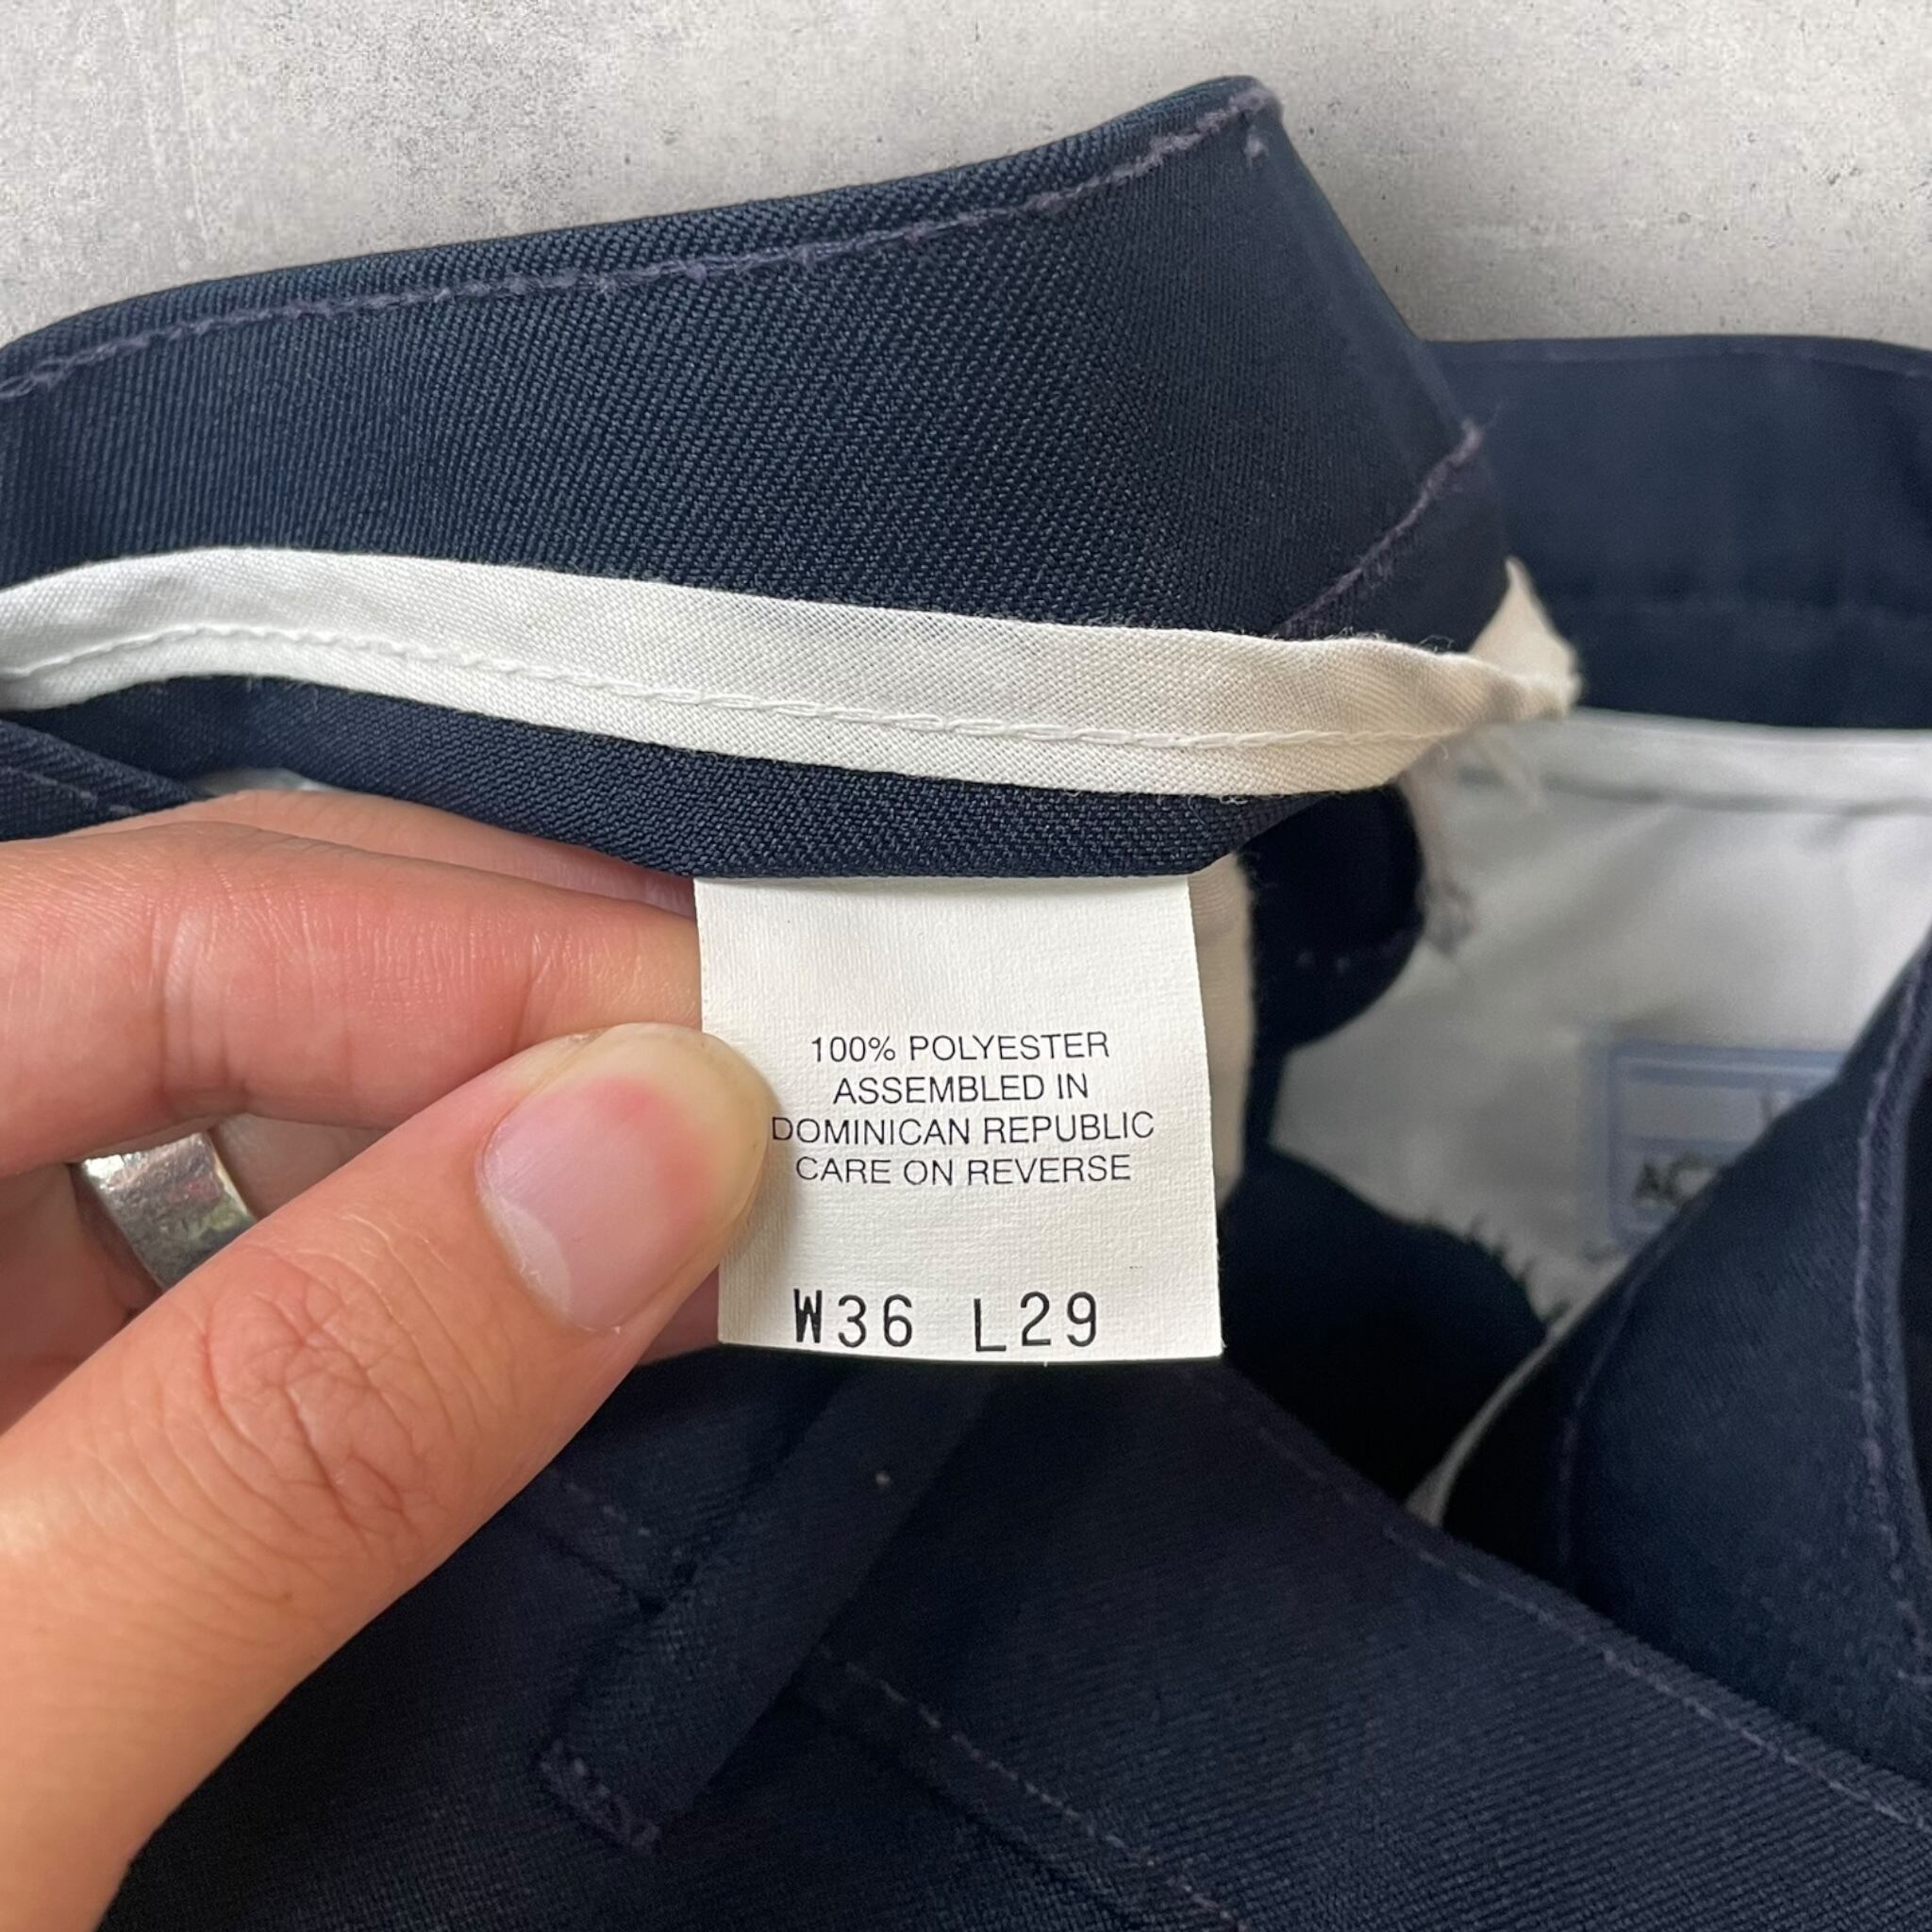 100% POLYESTER
ASSEMBLED IN
DOMINICAN REPUBLIC
CARE ON REVERSE
W36 L29